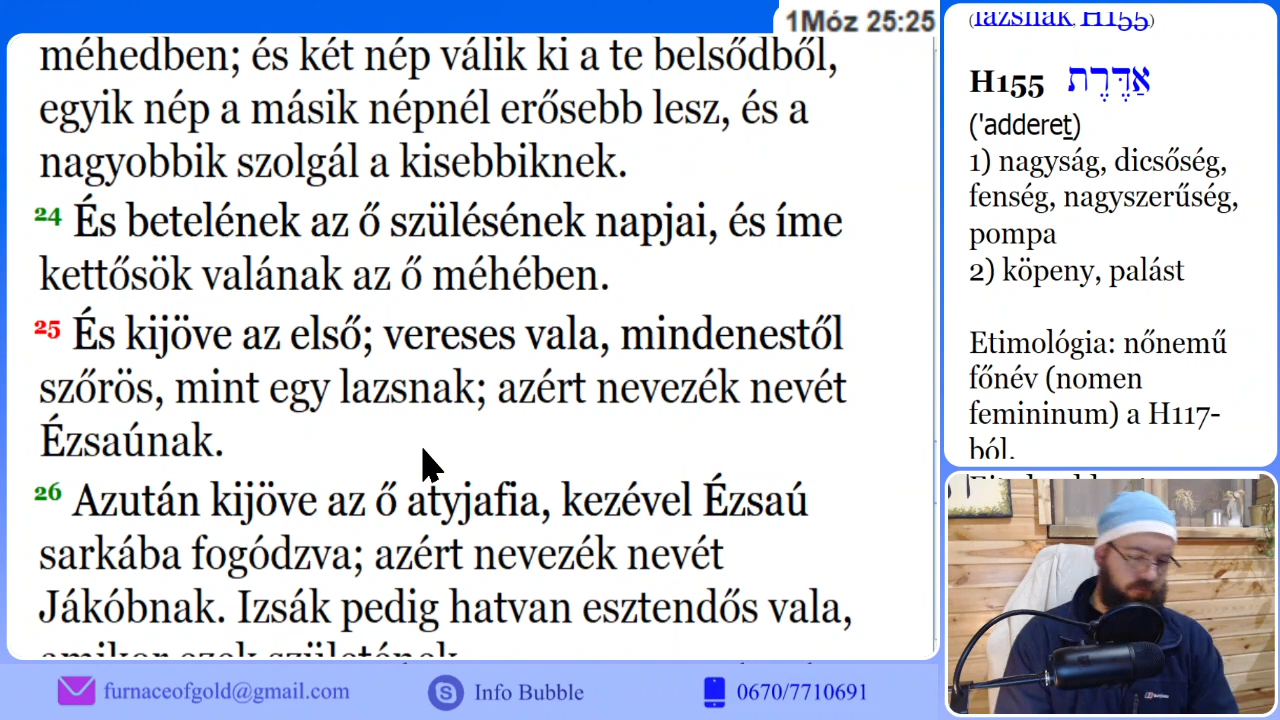 1Móz 25:25
méhedben; és két nép válik ki a te belsődből,
egyik nép a másik népnél erősebb lesz, és a
nagyobbik szolgál a kisebbiknek.
24 És betelének az ő szülésének napjai, és íme
kettősök valának az ő méhében.
25 És kijöve az első; vereses vala, mindenestől
szőrös, mint egy lazsnak; azért nevezék nevét
Ézsaúnak.
26 Azután kijöve az ő atyjafia, kezével Ézsaú
sarkába fogódzva; azért nevezék nevét
Jákóbnak. Izsák pedig hatvan esztendős vala,
amikor ezek születének.
(lazsnak, H155)
H155 אַדֶּרֶת
('adderet)
1) nagyság, dicsőség,
fenség, nagyszerűség,
pompa
2) köpeny, palást
Etimológia: nőnemű
főnév (nomen
femininum) a H117-
ből.
furnaceofgold@gmail.com
Info Bubble
0670/7710691